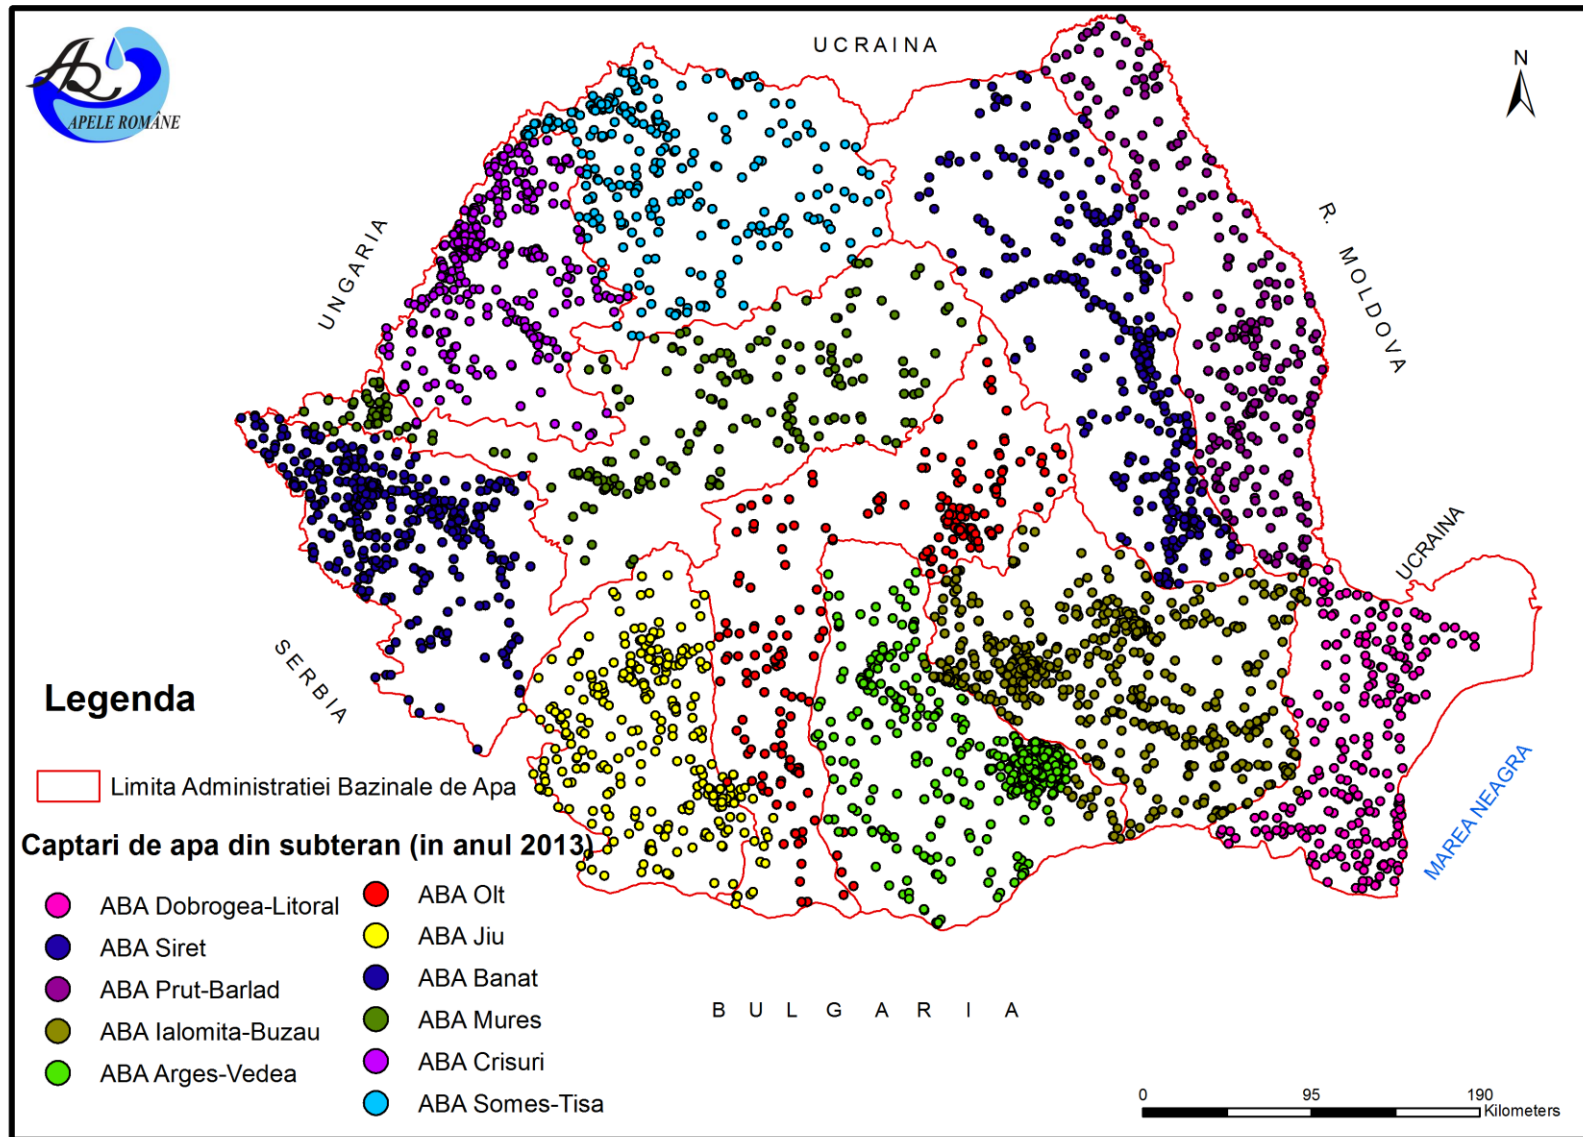 APELE ROMÂNE
UCRAINA
N
UNGARIA
R. MOLDOVA
UCRAINA
SERBIA
MAREA NEAGRA
BULGARIA
Legenda
Limita Administratiei Bazinale de Apa
Captari de apa din subteran (in anul 2013)
ABA Dobrogea-Litoral
ABA Siret
ABA Prut-Barlad
ABA Ialomita-Buzau
ABA Arges-Vedea
ABA Olt
ABA Jiu
ABA Banat
ABA Mures
ABA Crisuri
ABA Somes-Tisa
0 95 190
Kilometers